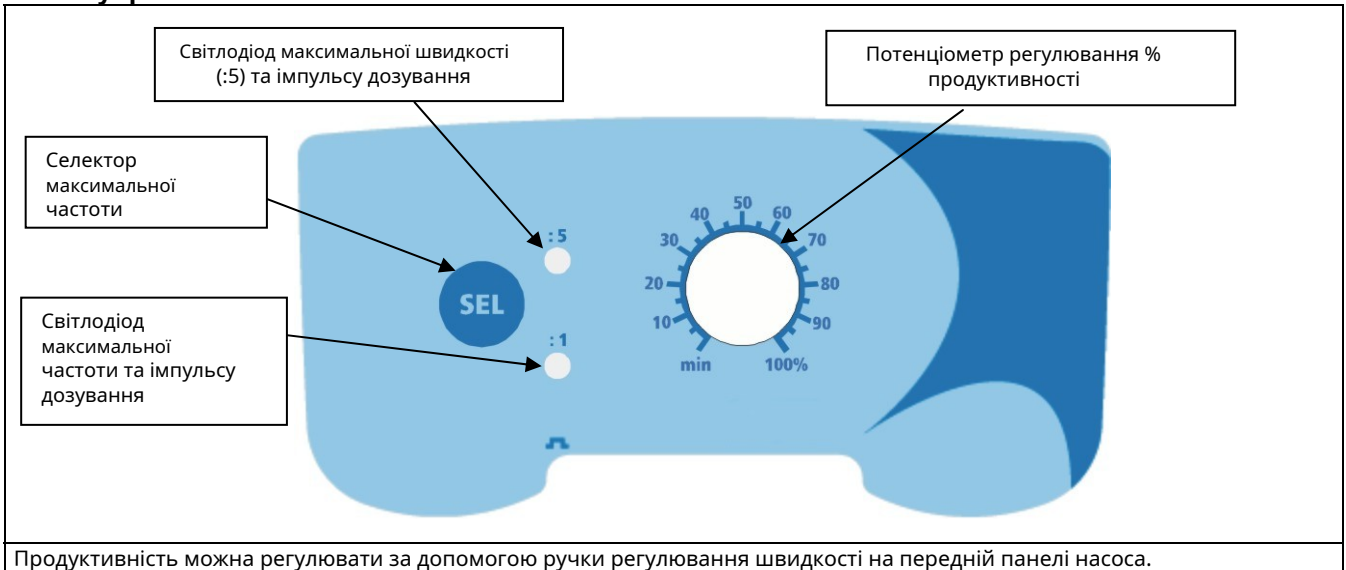 Світлодіод максимальної швидкості
(:5) та імпульсу дозування
Потенціометр регулювання %
продуктивності
Селектор
максимальної
частоти
Світлодіод
максимальної
частоти та імпульсу
дозування
: 5
SEL
: 1
min
10
20
30
40
50
60
70
80
90
100%
Продуктивність можна регулювати за допомогою ручки регулювання швидкості на передній панелі насоса.